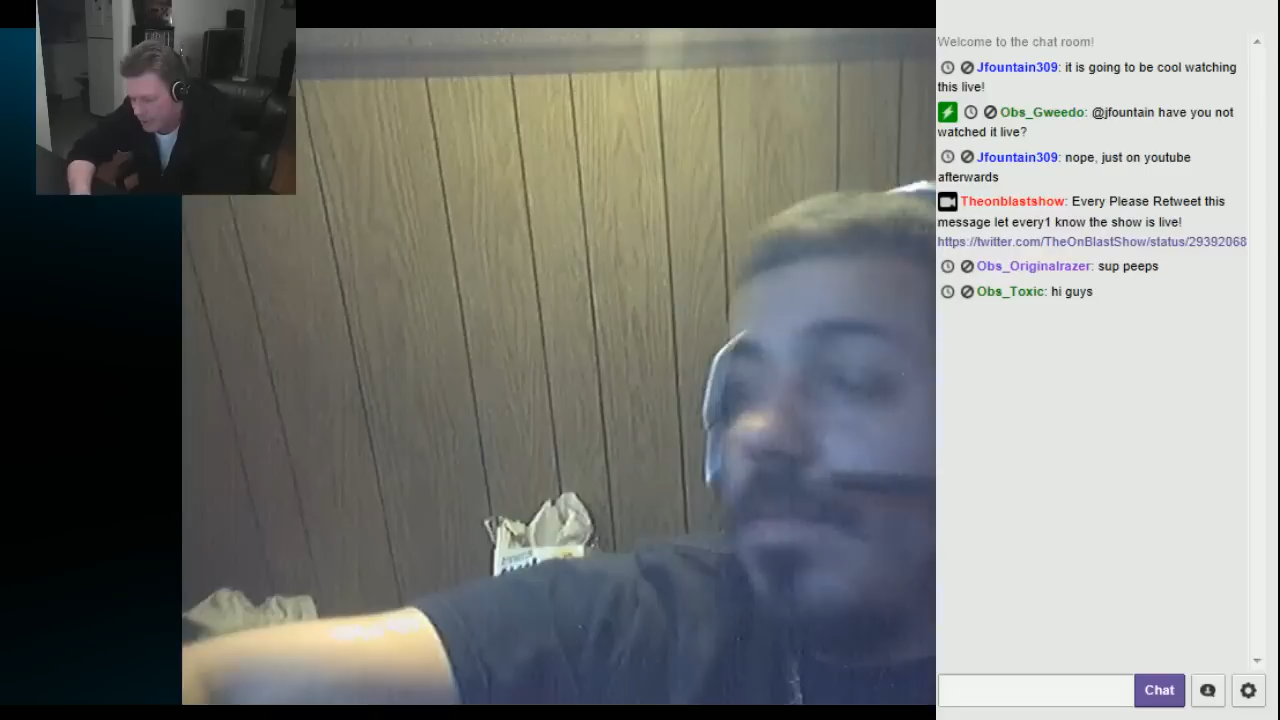 Welcome to the chat room!
Jfountain309: it is going to be cool watching
this live!
Obs_Gweedo: @jfountain have you not
watched it live?
Jfountain309: nope, just on youtube
afterwards
Theonblastshow: Every Please Retweet this
message let every1 know the show is live!
https://twitter.com/TheOnBlastShow/status/29392068
Obs_Originalrazer: sup peeps
Obs_Toxic: hi guys
Chat